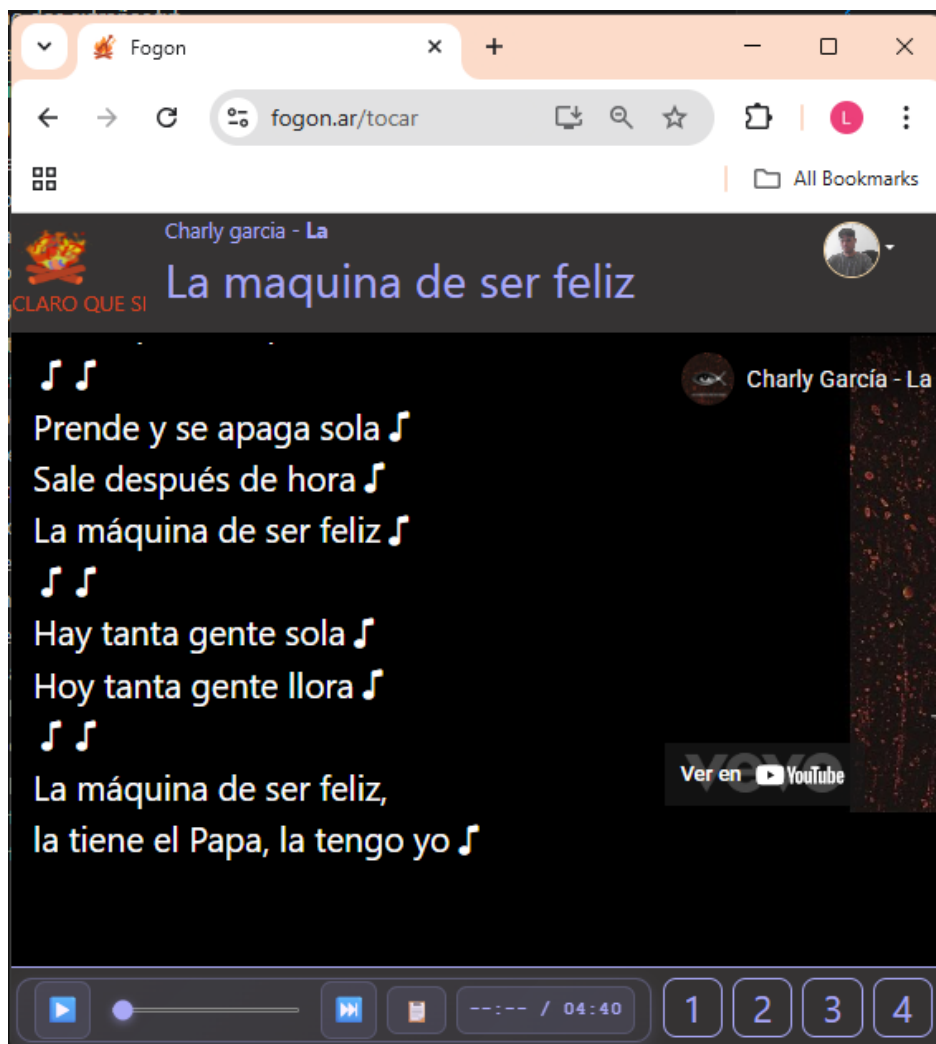 Fogon
fogon.ar/tocar
L
All Bookmarks
Charly garcia - La
La maquina de ser feliz
CLARO QUE SI
Charly García - La
Prende y se apaga sola
Sale después de hora
La máquina de ser feliz
Hay tanta gente sola
Hoy tanta gente llora
La máquina de ser feliz,
la tiene el Papa, la tengo yo
vevo
Ver en YouTube
--:-- / 04:40
1 2 3 4